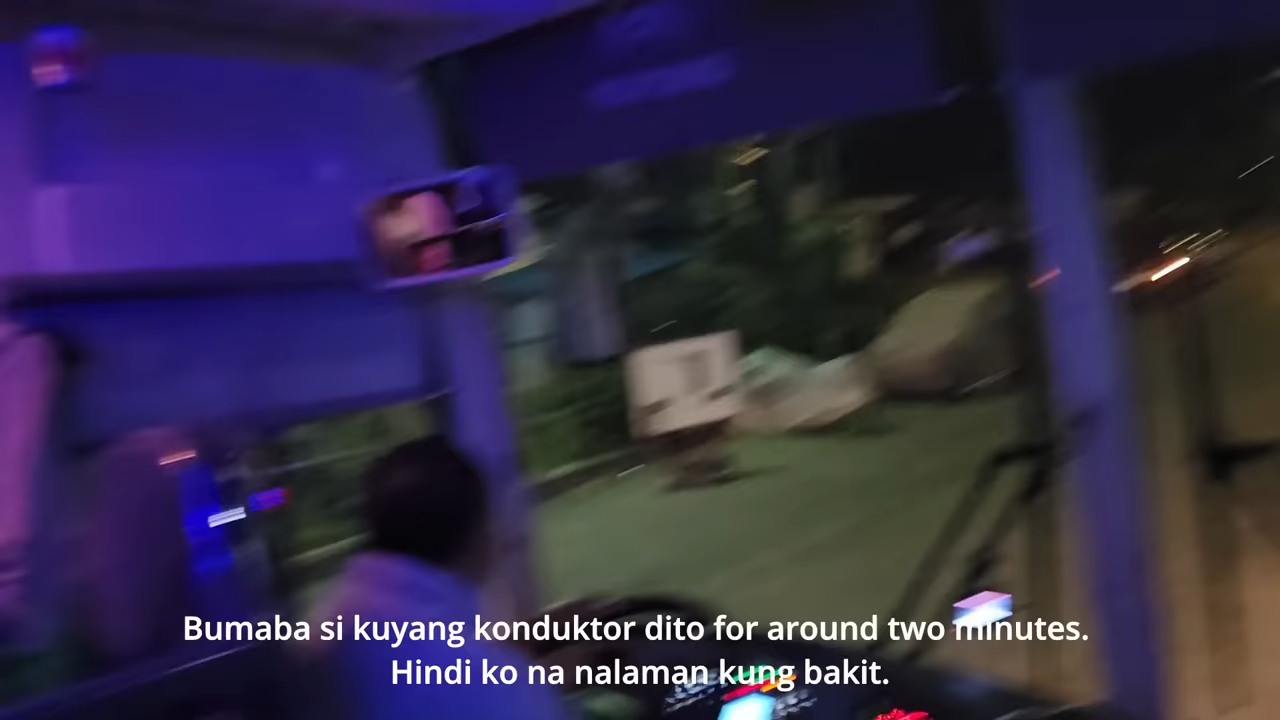 Bumaba si kuyang konduktor dito for around two minutes.
Hindi ko na nalaman kung bakit.